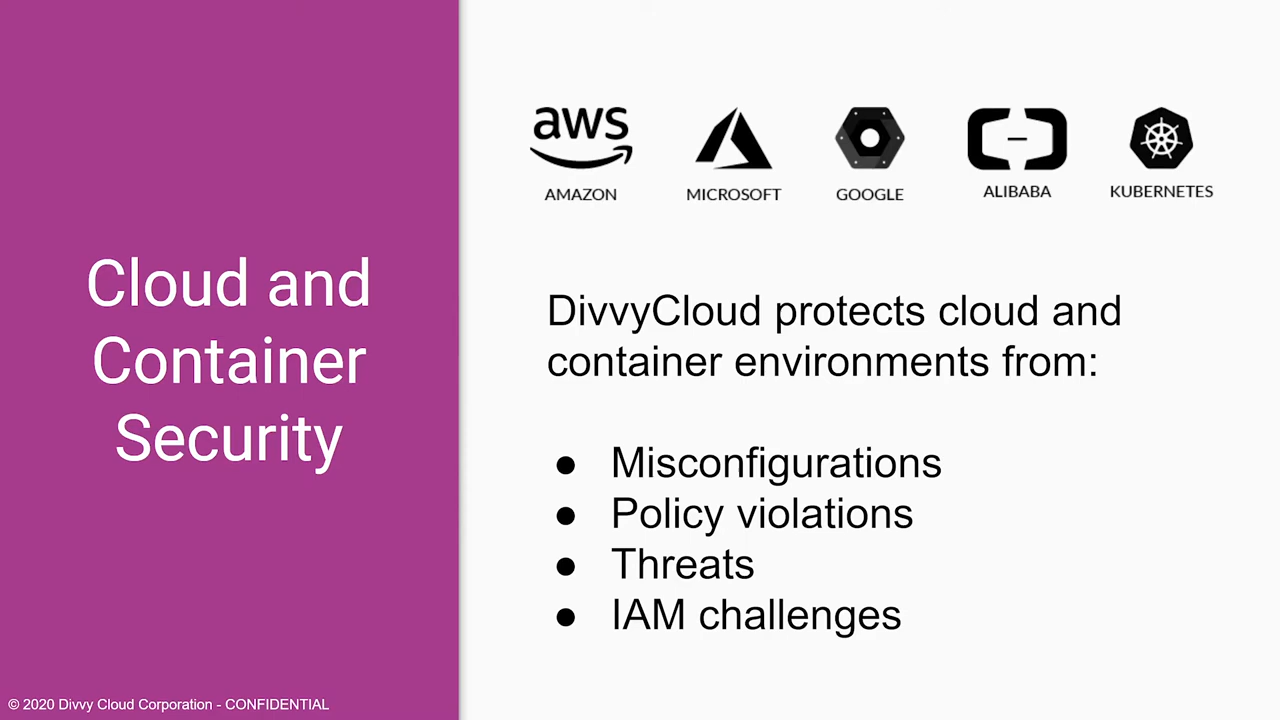 Cloud and
Container
Security
aws
AMAZON
MICROSOFT
GOOGLE
ALIBABA
KUBERNETES
DivvyCloud protects cloud and
container environments from:
● Misconfigurations
● Policy violations
● Threats
● IAM challenges
© 2020 Divvy Cloud Corporation - CONFIDENTIAL